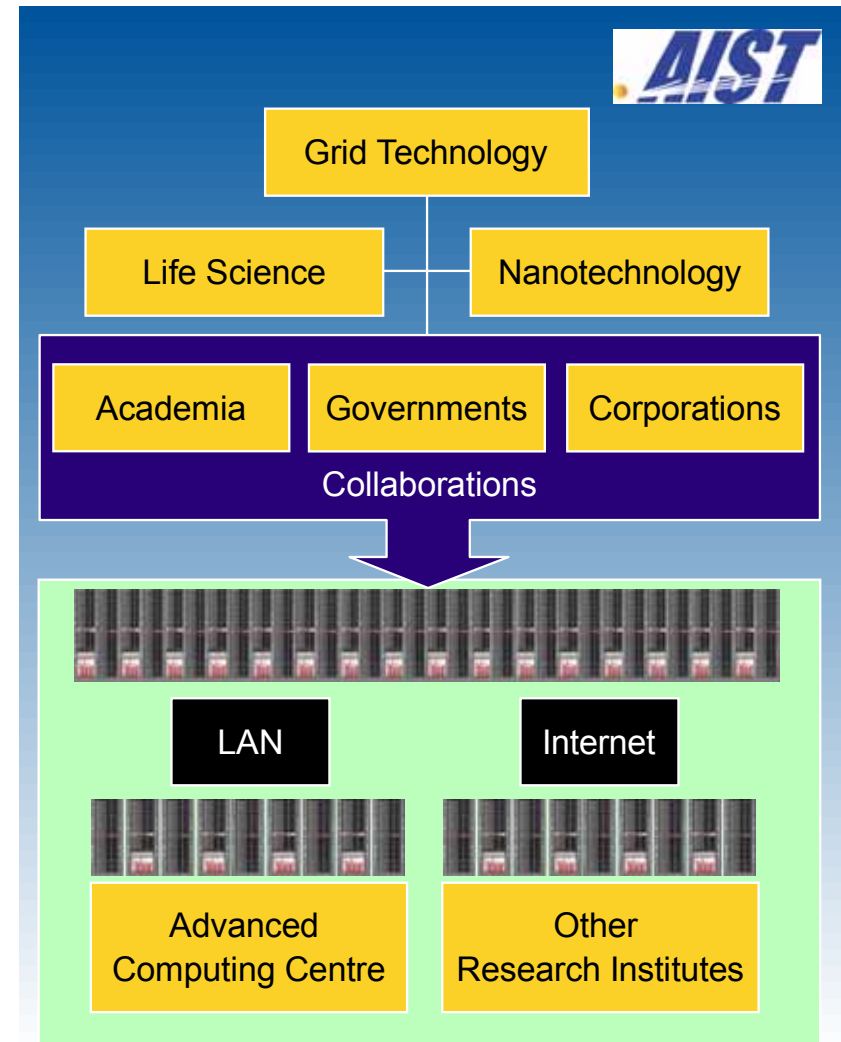 AIST
Grid Technology
Life Science
Nanotechnology
Academia
Governments
Corporations
Collaborations
LAN
Internet
Advanced
Computing Centre
Other
Research Institutes